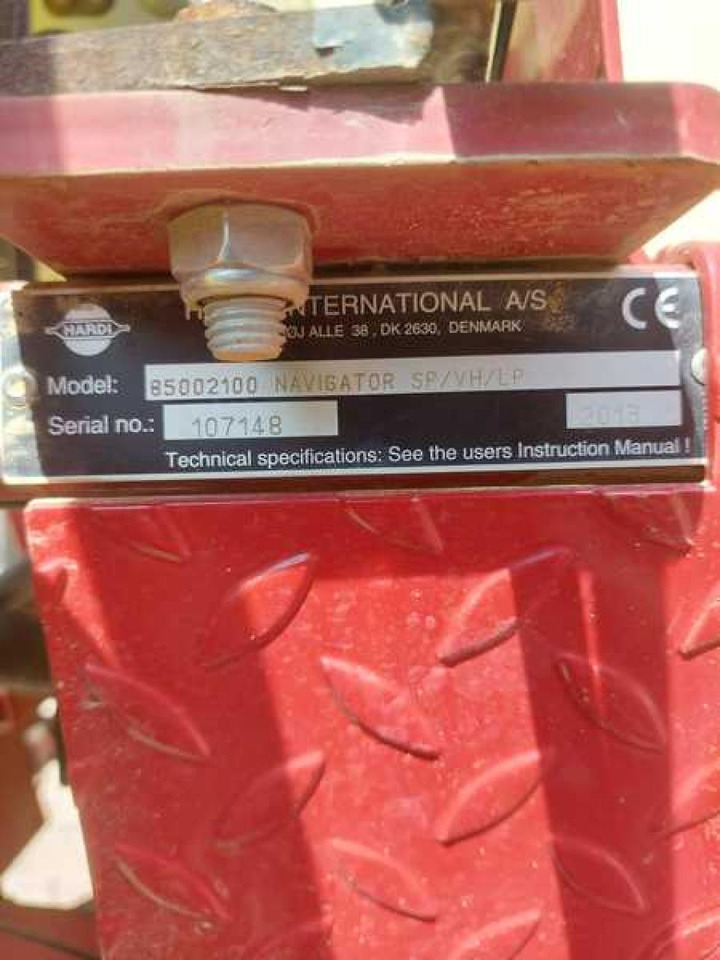 HARDI
INTERNATIONAL A/S
ALLE 38, DK 2630, DENMARK
CE
Model: 85002100 NAVIGATOR SP/VH/LP
Serial no.: 107148 2013
Technical specifications: See the users Instruction Manual !